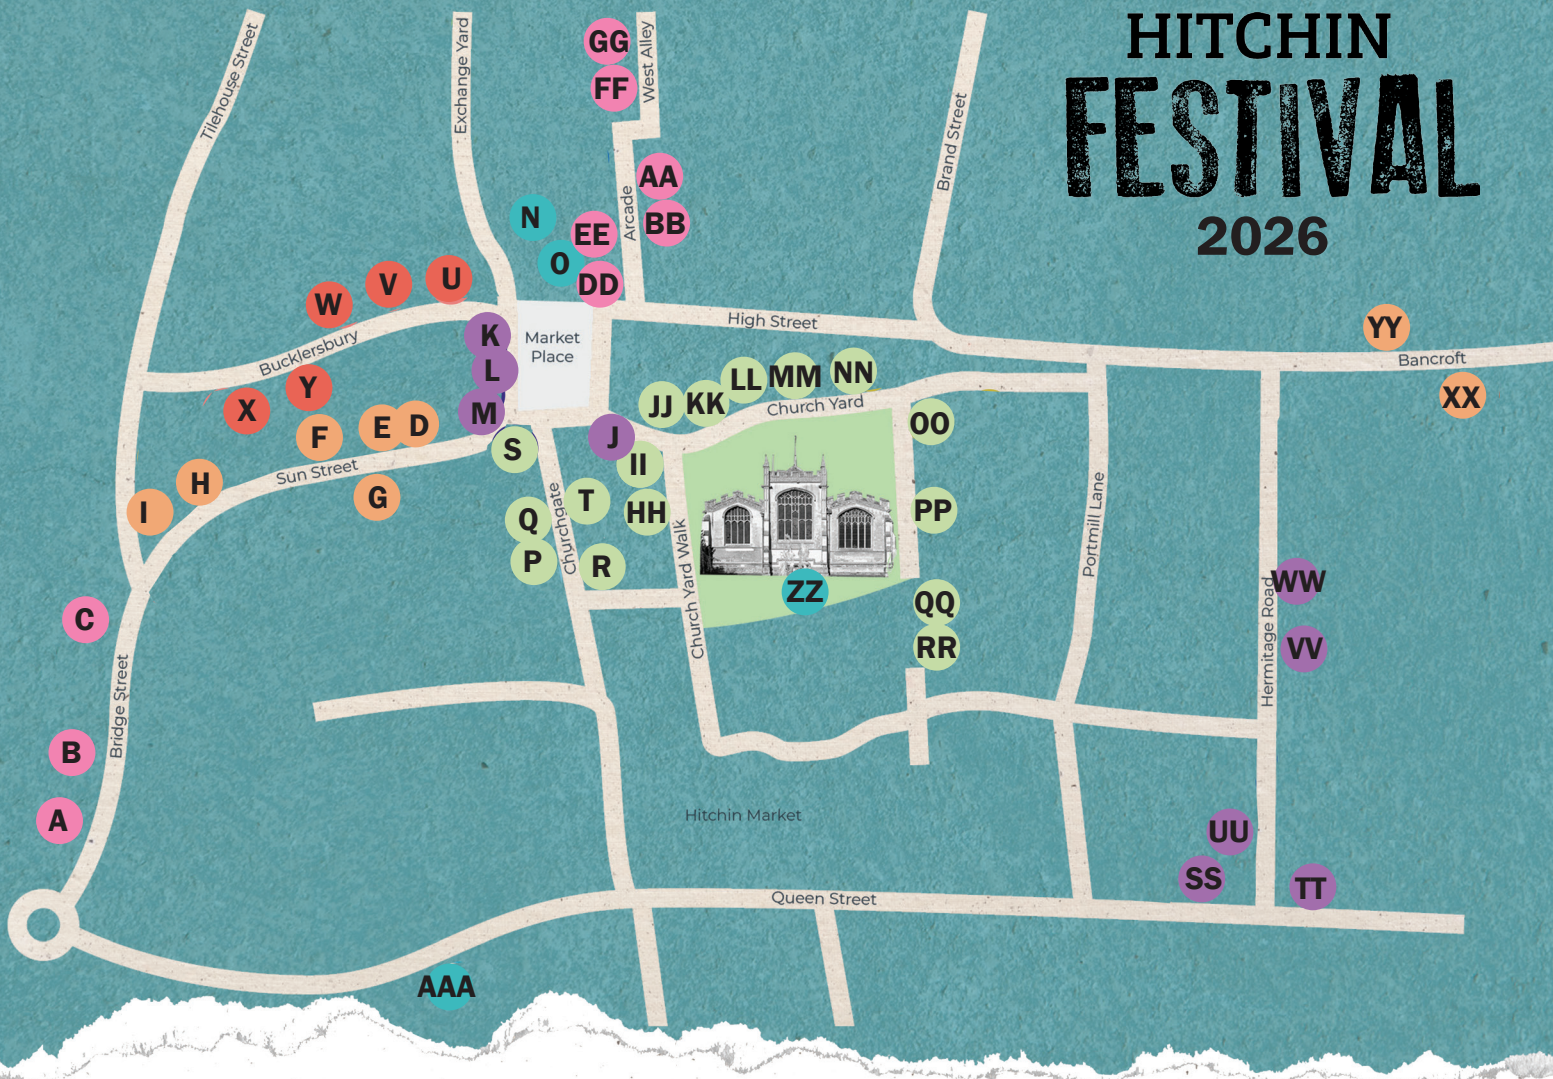 HITCHIN
FESTIVAL
2026
Tilehouse Street
Exchange Yard
GG
FF
West Alley
Brand Street
AA
BB
Arcade
N
EE
O
DD
W
V
U
K
L
M
Market
Place
High Street
Bucklersbury
YY
Bancroft
XX
X
Y
F
E
D
Sun Street
G
H
I
S
J
II
HH
T
Q
P
R
Churchgate
JJ
KK
LL
MM
NN
Church Yard
OO
PP
Church Yard Walk
ZZ
QQ
RR
Portmill Lane
WW
VV
Hermitage Road
C
B
A
Bridge Street
Hitchin Market
UU
SS
TT
Queen Street
AAA